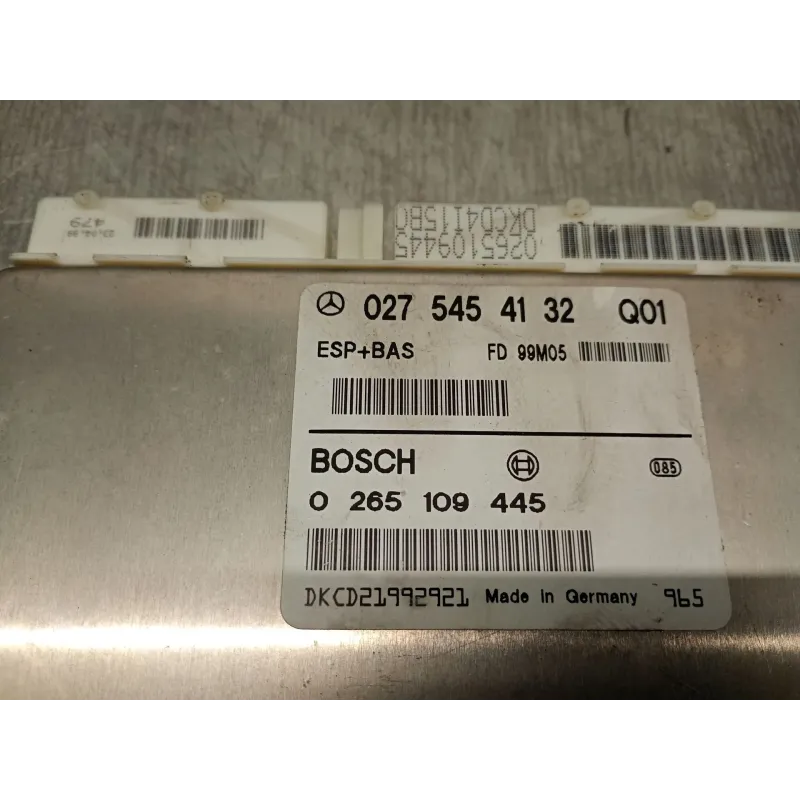 479
0265109445
DKCD4I15B0
027 545 41 32 Q01
ESP+BAS FD 99M05
BOSCH
085
0 265 109 445
DKCD21992921 Made in Germany 965